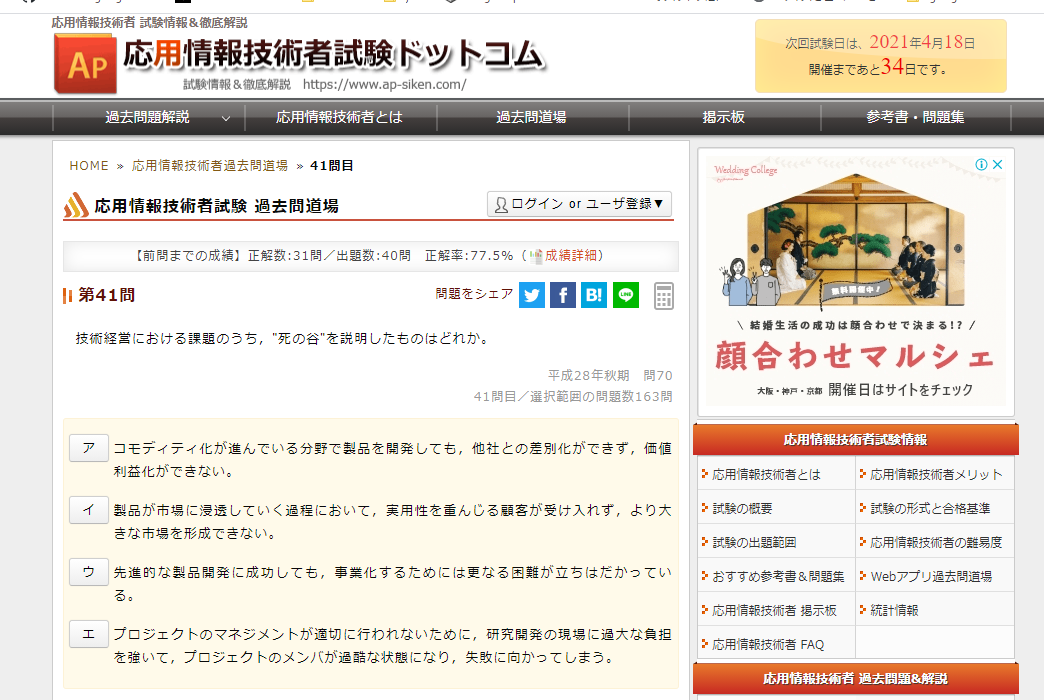 応用情報技術者 試験情報&徹底解説
AP
応用情報技術者試験ドットコム
試験情報&徹底解説 https://www.ap-siken.com/
次回試験日は、2021年4月18日
開催まであと34日です。
過去問題解説
応用情報技術者とは
過去問道場
掲示板
参考書・問題集
HOME » 応用情報技術者過去問道場 » 41問目
応用情報技術者試験 過去問道場
ログイン or ユーザ登録▼
【前問までの成績】正解数:31問／出題数:40問 正解率:77.5% (成績詳細)
第41問
問題をシェア
B!
LINE
技術経営における課題のうち，"死の谷"を説明したものはどれか。
平成28年秋期 問70
41問目／選択範囲の問題数163問
ア
コモディティ化が進んでいる分野で製品を開発しても，他社との差別化ができず，価値
利益化ができない。
イ
製品が市場に浸透していく過程において，実用性を重んじる顧客が受け入れず，より大
きな市場を形成できない。
ウ
先進的な製品開発に成功しても，事業化するためには更なる困難が立ちはだかってい
る。
エ
プロジェクトのマネジメントが適切に行われないために，研究開発の現場に過大な負担
を強いて，プロジェクトのメンバが過酷な状態になり，失敗に向かってしまう。
Wedding College
無料開催中！
\ 結婚生活の成功は顔合わせで決まる!? /
顔合わせマルシェ
大阪・神戸・京都 開催日はサイトをチェック
応用情報技術者試験情報
応用情報技術者とは
応用情報技術者メリット
試験の概要
試験の形式と合格基準
試験の出題範囲
応用情報技術者の難易度
おすすめ参考書&問題集
Webアプリ過去問道場
応用情報技術者 掲示板
統計情報
応用情報技術者 FAQ
応用情報技術者 過去問題&解説